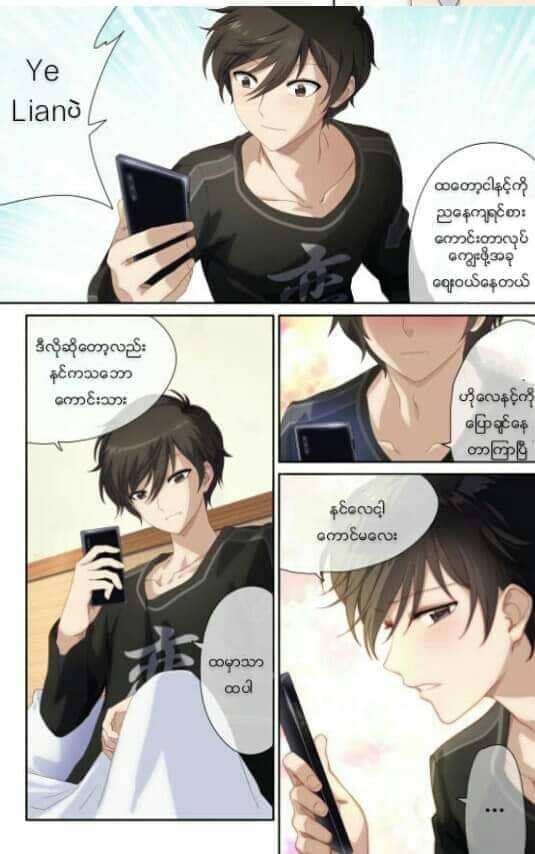 Ye
Lianပဲ
ထတော့ငါနင့်ကို
ညနေကျရင်စား
ကောင်းတာလုပ်
ကျွေးဖို့အခု
ဈေးဝယ်နေတယ်
ဒီလိုဆိုတော့လည်း
နင်ကသဘော
ကောင်းသား
ဟိုလေနင့်ကို
ပြောချင်နေ
တာကြာပြီ
ထမှာသာ
ထပါ
နင်လေငါ့
ကောင်မလေး
...